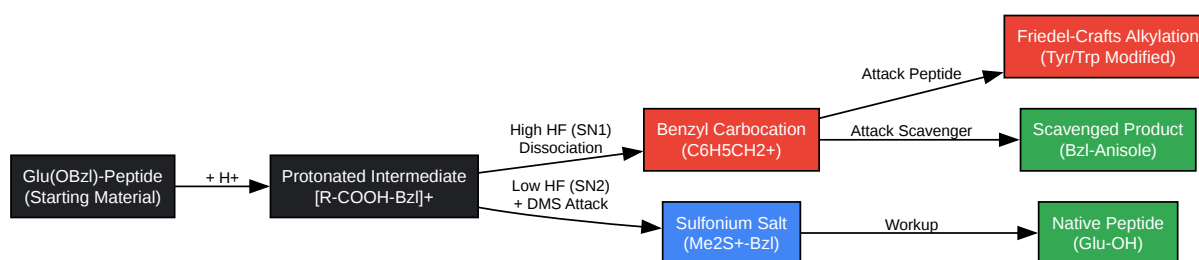 Glu(OBzl)-Peptide
(Starting Material)
+ H+
Protonated Intermediate
[R-COOH-Bzl]+
High HF (SN1)
Dissociation
Low HF (SN2)
+ DMS Attack
Benzyl Carbocation
(C6H5CH2+)
Sulfonium Salt
(Me2S+-Bzl)
Attack Peptide
Attack Scavenger
Workup
Friedel-Crafts Alkylation
(Tyr/Trp Modified)
Scavenged Product
(Bzl-Anisole)
Native Peptide
(Glu-OH)